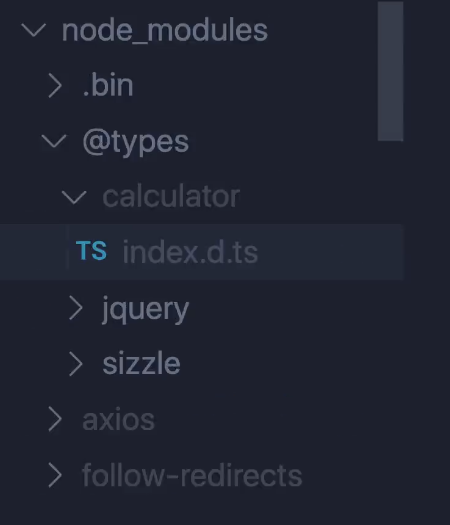 node_modules
.bin
@types
calculator
TS index.d.ts
jquery
sizzle
axios
follow-redirects